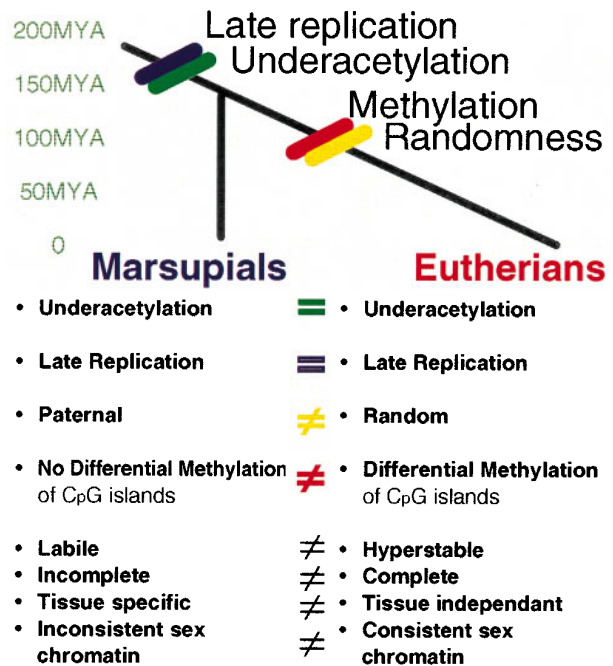 200MYA
Late replication
Underacetylation
150MYA
Methylation
100MYA
Randomness
50MYA
0
Marsupials
Eutherians
• Underacetylation = • Underacetylation
• Late Replication = • Late Replication
• Paternal ≠ • Random
• No Differential Methylation ≠ • Differential Methylation
of CpG islands of CpG islands
• Labile ≠ • Hyperstable
• Incomplete ≠ • Complete
• Tissue specific ≠ • Tissue independant
• Inconsistent sex ≠ • Consistent sex
chromatin chromatin